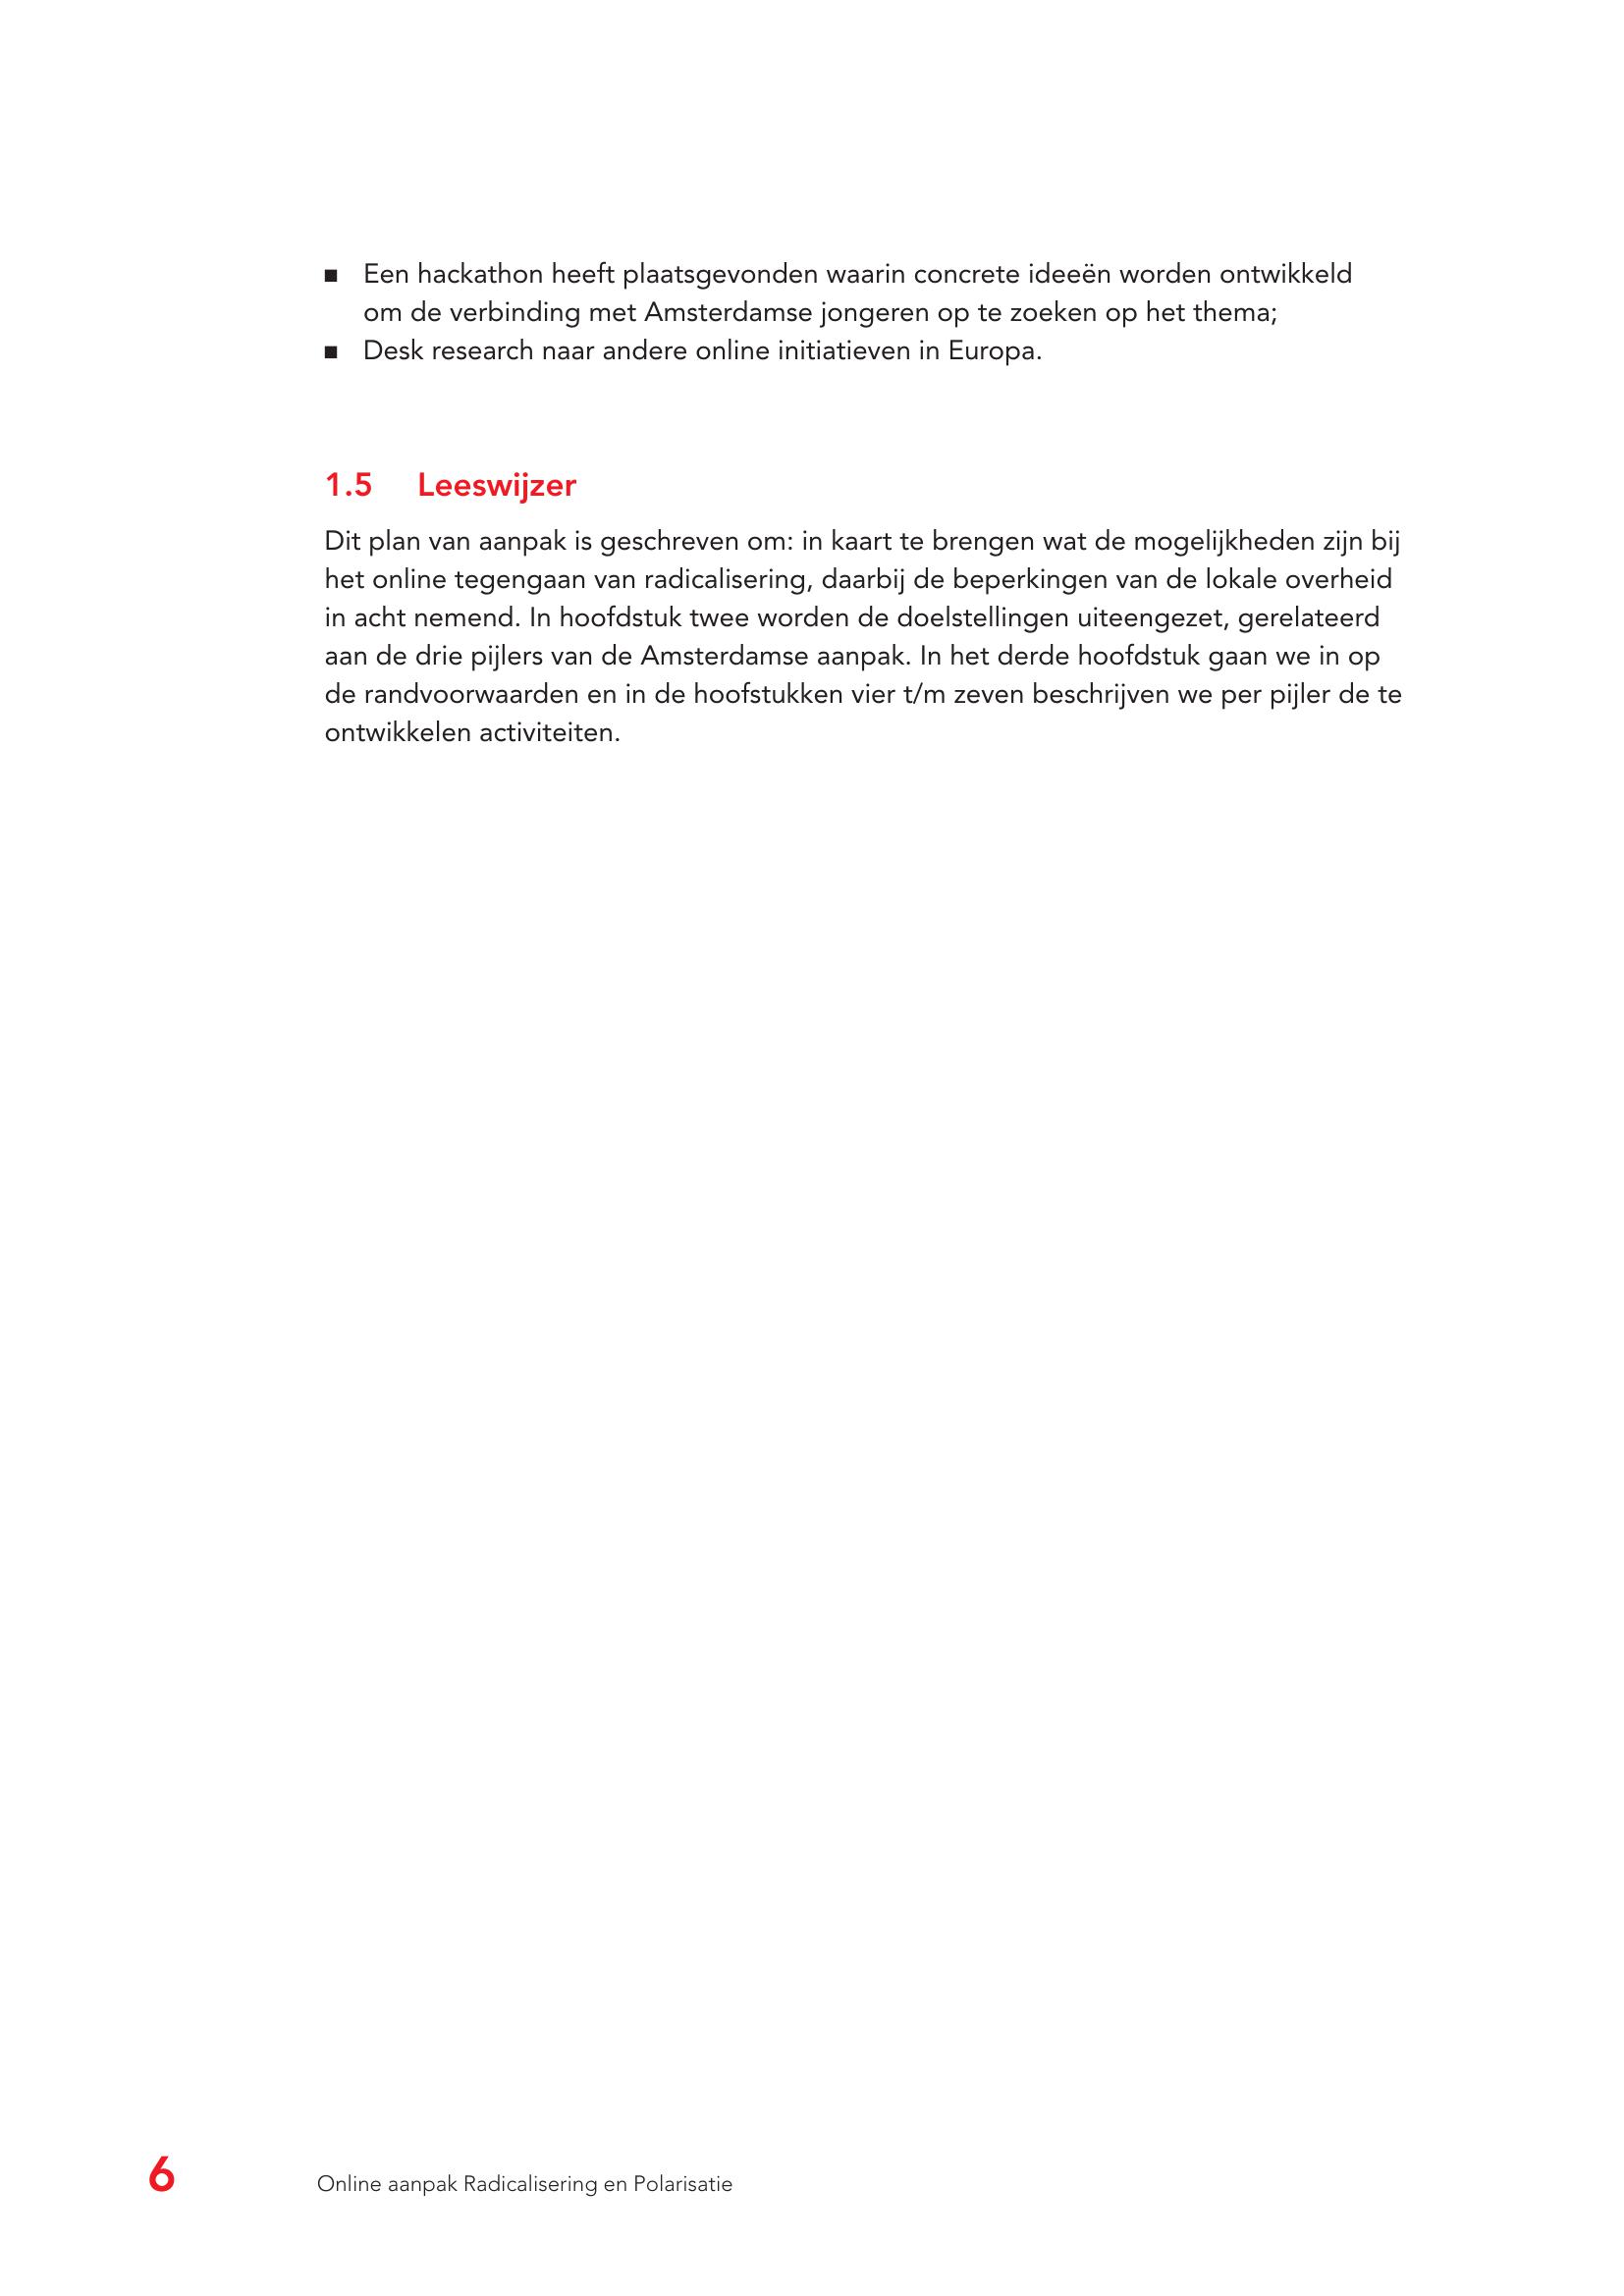 ■ Een hackathon heeft plaatsgevonden waarin concrete ideeën worden ontwikkeld
om de verbinding met Amsterdamse jongeren op te zoeken op het thema;
■ Desk research naar andere online initiatieven in Europa.
1.5 Leeswijzer
Dit plan van aanpak is geschreven om: in kaart te brengen wat de mogelijkheden zijn bij
het online tegengaan van radicalisering, daarbij de beperkingen van de lokale overheid
in acht nemend. In hoofdstuk twee worden de doelstellingen uiteengezet, gerelateerd
aan de drie pijlers van de Amsterdamse aanpak. In het derde hoofdstuk gaan we in op
de randvoorwaarden en in de hoofstukken vier t/m zeven beschrijven we per pijler de te
ontwikkelen activiteiten.
6 Online aanpak Radicalisering en Polarisatie